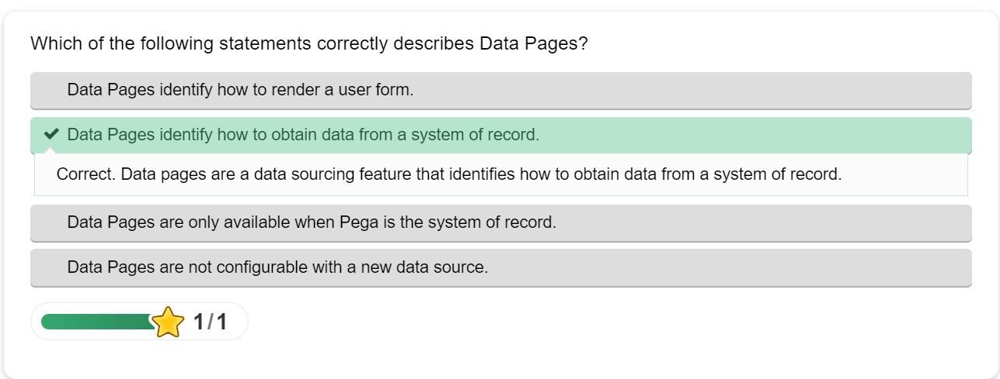 Which of the following statements correctly describes Data Pages?
Data Pages identify how to render a user form.
Data Pages identify how to obtain data from a system of record.
Correct. Data pages are a data sourcing feature that identifies how to obtain data from a system of record.
Data Pages are only available when Pega is the system of record.
Data Pages are not configurable with a new data source.
1/1